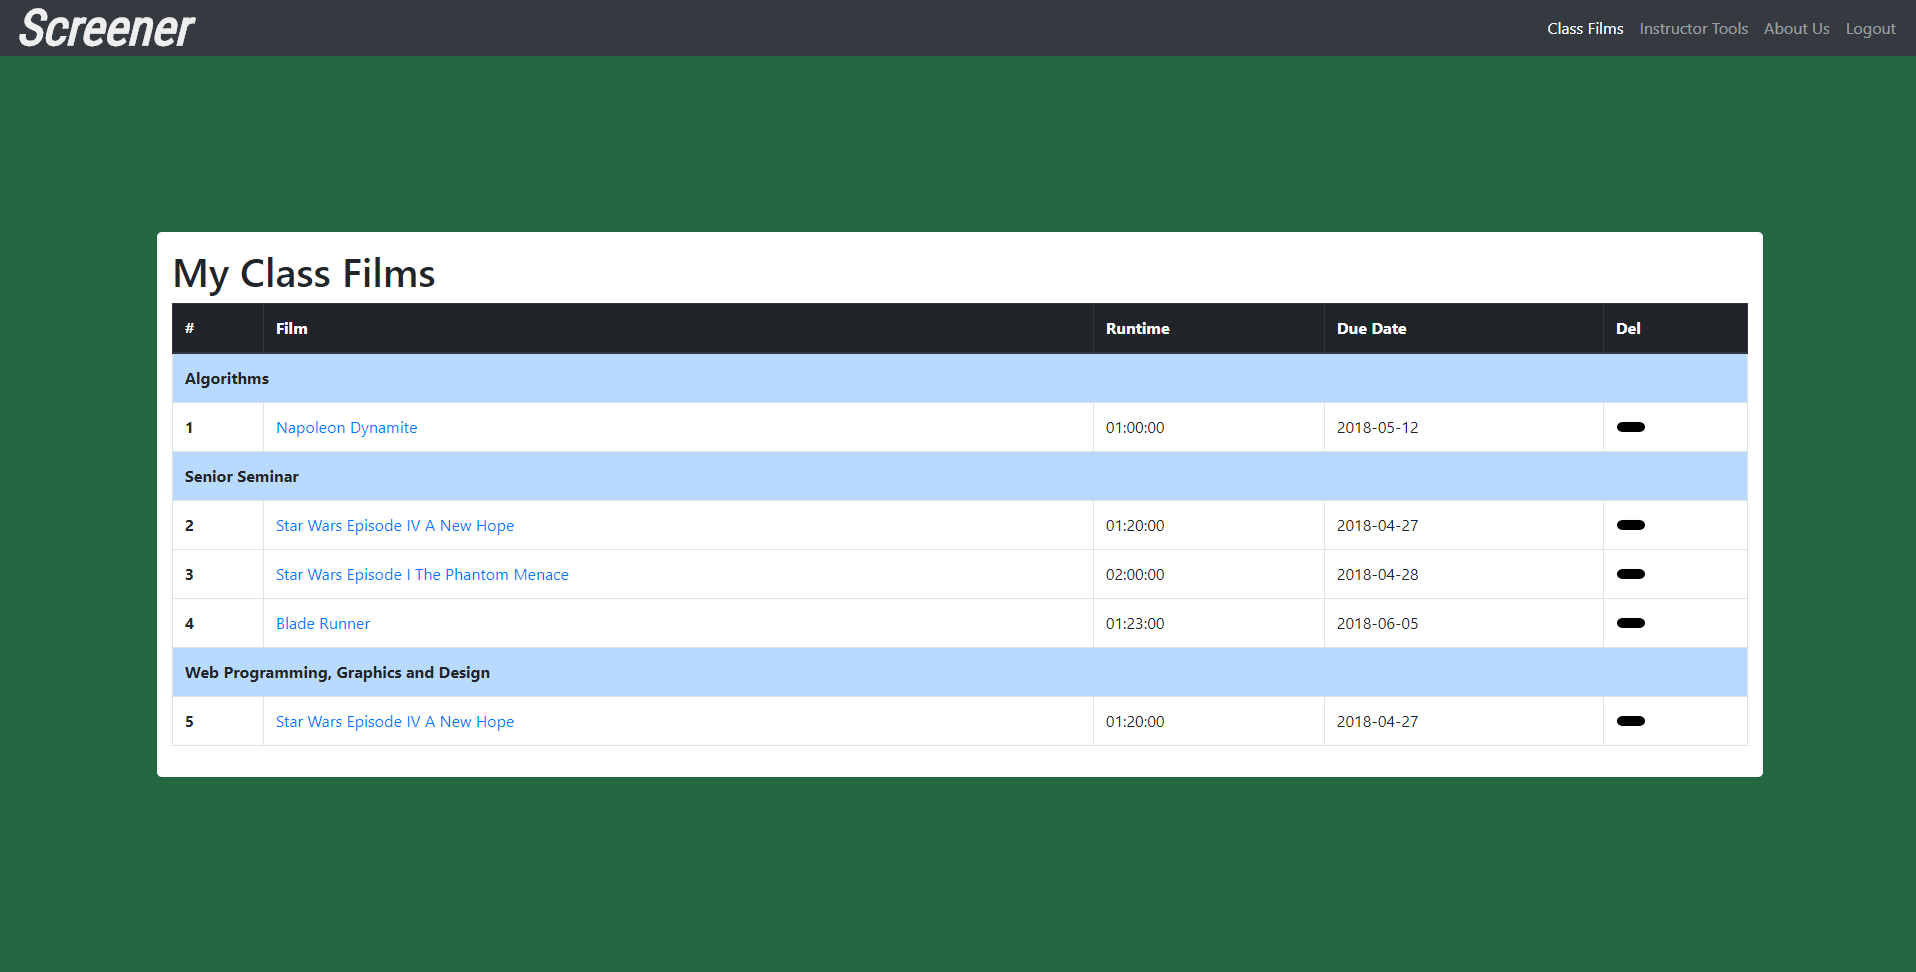 Screener
Class Films Instructor Tools About Us Logout
My Class Films
# Film Runtime Due Date Del
Algorithms
1 Napoleon Dynamite 01:00:00 2018-05-12
Senior Seminar
2 Star Wars Episode IV A New Hope 01:20:00 2018-04-27
3 Star Wars Episode I The Phantom Menace 02:00:00 2018-04-28
4 Blade Runner 01:23:00 2018-06-05
Web Programming, Graphics and Design
5 Star Wars Episode IV A New Hope 01:20:00 2018-04-27